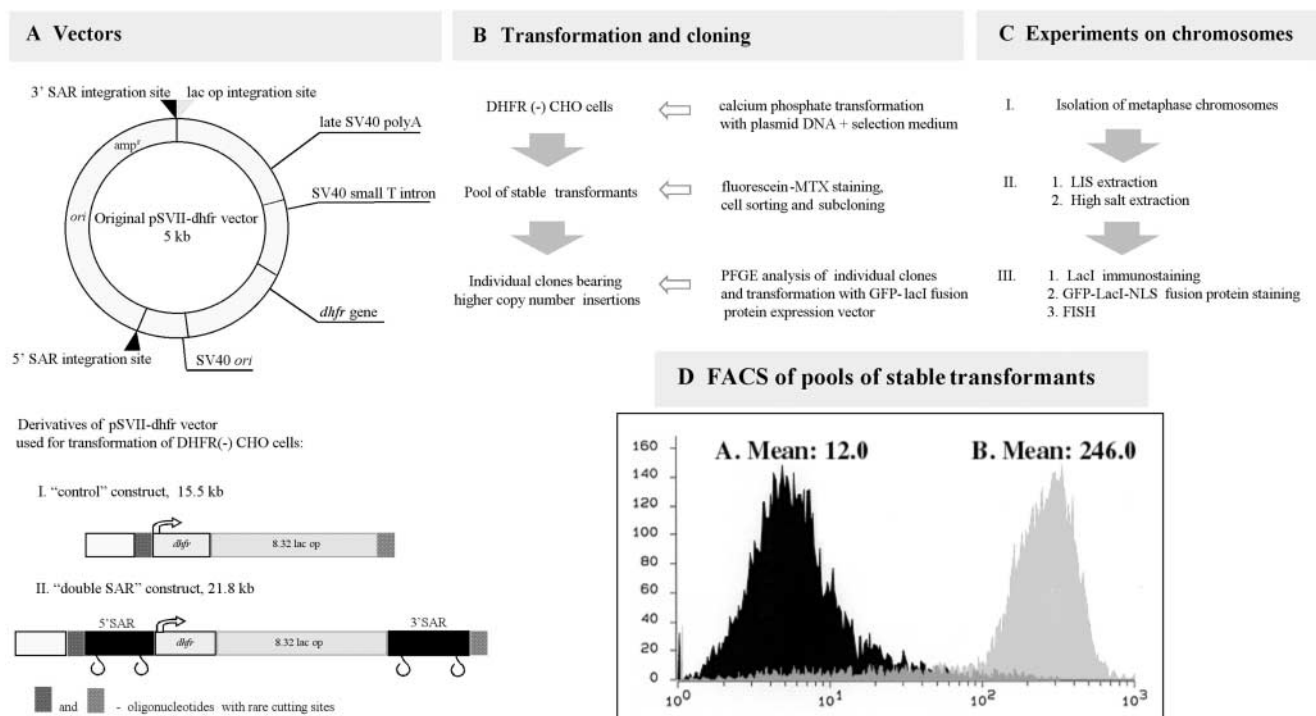 A Vectors
3' SAR integration site
lac op integration site
late SV40 polyA
ampʳ
SV40 small T intron
ori
Original pSVII-dhfr vector
5 kb
dhfr gene
5' SAR integration site
SV40 ori
Derivatives of pSVII-dhfr vector
used for transformation of DHFR(-) CHO cells:
I. “control” construct, 15.5 kb
dhfr
8.32 lac op
II. “double SAR” construct, 21.8 kb
5'SAR
3'SAR
dhfr
8.32 lac op
and
- oligonucleotides with rare cutting sites
B Transformation and cloning
DHFR (-) CHO cells
calcium phosphate transformation
with plasmid DNA + selection medium
Pool of stable transformants
fluorescein-MTX staining,
cell sorting and subcloning
Individual clones bearing
higher copy number insertions
PFGE analysis of individual clones
and transformation with GFP-lacI fusion
protein expression vector
C Experiments on chromosomes
I. Isolation of metaphase chromosomes
II. 1. LIS extraction
2. High salt extraction
III. 1. LacI immunostaining
2. GFP-LacI-NLS fusion protein staining
3. FISH
D FACS of pools of stable transformants
A. Mean: 12.0
B. Mean: 246.0
160
140
120
100
80
60
40
20
0
10⁰
10¹
10²
10³